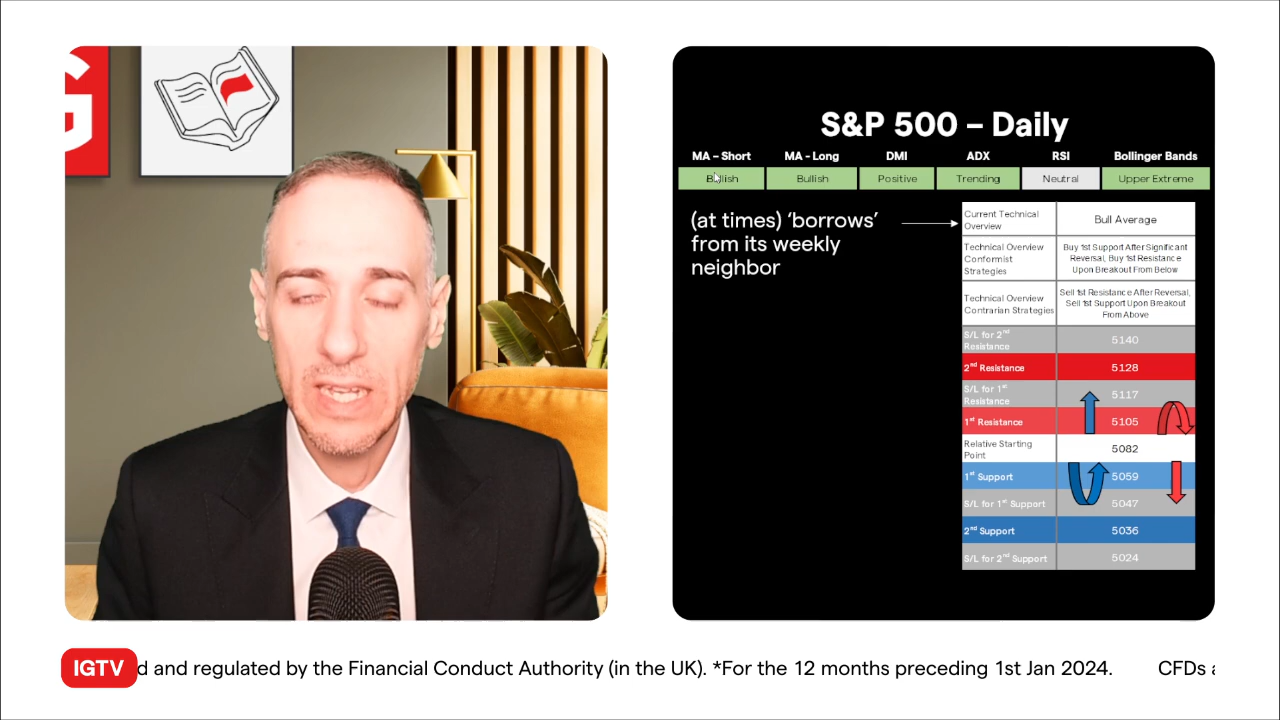 S&P 500 – Daily
MA – Short
MA - Long
DMI
ADX
RSI
Bollinger Bands
Bullish
Bullish
Positive
Trending
Neutral
Upper Extreme
(at times) ‘borrows’
from its weekly
neighbor
Current Technical
Overview
Bull Average
Technical Overview
Conformist
Strategies
Buy 1st Support After Significant
Reversal, Buy 1st Resistance
Upon Breakout From Below
Technical Overview
Contrarian Strategies
Sell 1st Resistance After Reversal,
Sell 1st Support Upon Breakout
From Above
S/L for 2nd
Resistance
5140
2nd Resistance
5128
S/L for 1st
Resistance
5117
1st Resistance
5105
Relative Starting
Point
5082
1st Support
5059
S/L for 1st Support
5047
2nd Support
5036
S/L for 2nd Support
5024
IGTV
d and regulated by the Financial Conduct Authority (in the UK). *For the 12 months preceding 1st Jan 2024. CFDs